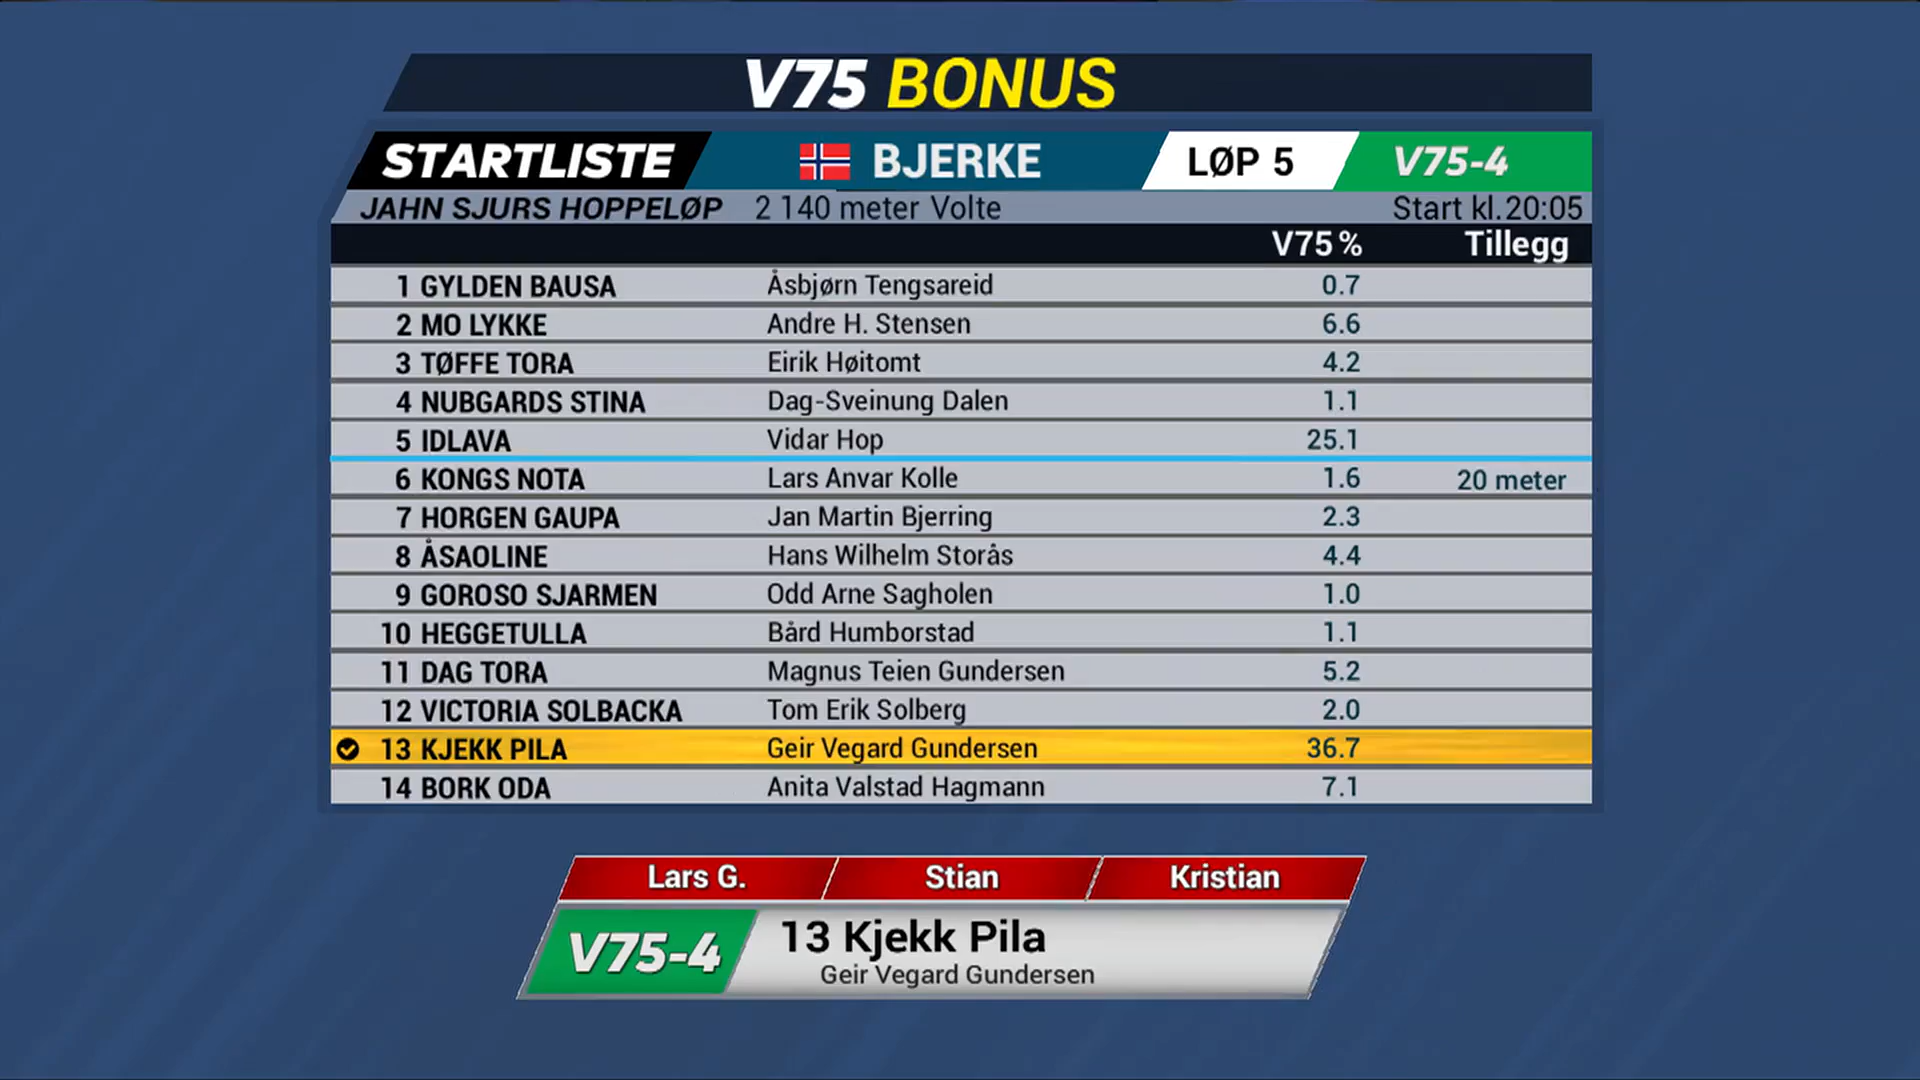 V75 BONUS
STARTLISTE BJERKE LØP 5 V75-4
JAHN SJURS HOPPELØP 2 140 meter Volte Start kl.20:05
V75% Tillegg
1 GYLDEN BAUSA Åsbjørn Tengsareid 0.7
2 MO LYKKE Andre H. Stensen 6.6
3 TØFFE TORA Eirik Høitomt 4.2
4 NUBGARDS STINA Dag-Sveinung Dalen 1.1
5 IDLAVA Vidar Hop 25.1
6 KONGS NOTA Lars Anvar Kolle 1.6 20 meter
7 HORGEN GAUPA Jan Martin Bjerring 2.3
8 ÅSAOLINE Hans Wilhelm Storås 4.4
9 GOROSO SJARMEN Odd Arne Sagholen 1.0
10 HEGGETULLA Bård Humborstad 1.1
11 DAG TORA Magnus Teien Gundersen 5.2
12 VICTORIA SOLBACKA Tom Erik Solberg 2.0
13 KJEKK PILA Geir Vegard Gundersen 36.7
14 BORK ODA Anita Valstad Hagmann 7.1
Lars G. Stian Kristian
V75-4 13 Kjekk Pila
Geir Vegard Gundersen